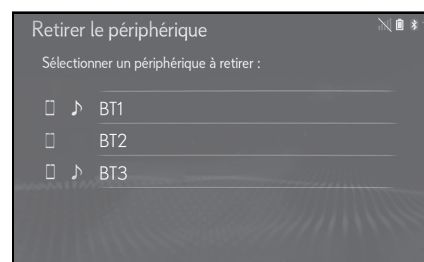 Retirer le périphérique
Sélectionner un périphérique à retirer :
BT1
BT2
BT3